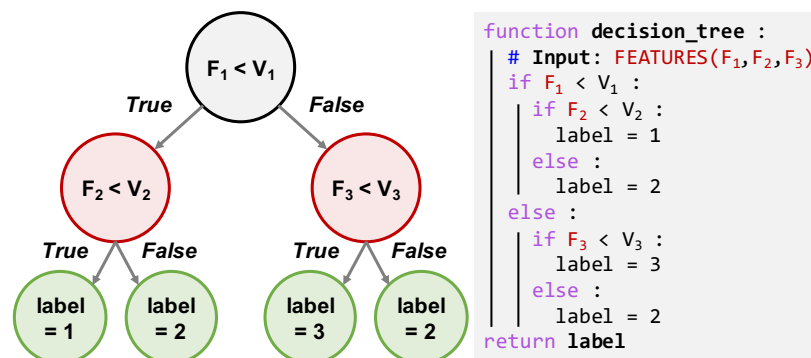 F₁ < V₁
True
False
F₂ < V₂
F₃ < V₃
True
False
True
False
label
= 1
label
= 2
label
= 3
label
= 2
function decision_tree :
# Input: FEATURES(F₁,F₂,F₃)
if F₁ < V₁ :
if F₂ < V₂ :
label = 1
else :
label = 2
else :
if F₃ < V₃ :
label = 3
else :
label = 2
return label